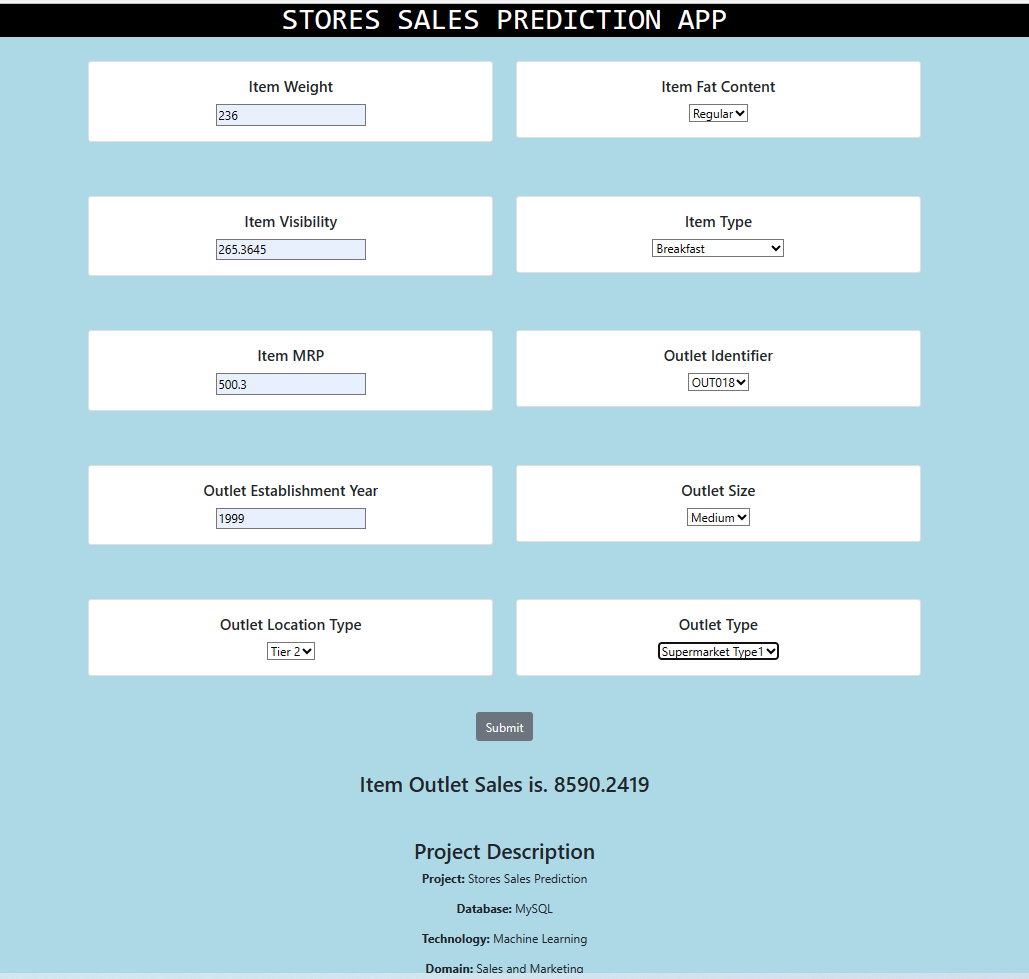 STORES SALES PREDICTION APP
Item Weight
236
Item Fat Content
Regular
Item Visibility
265.3645
Item Type
Breakfast
Item MRP
500.3
Outlet Identifier
OUT018
Outlet Establishment Year
1999
Outlet Size
Medium
Outlet Location Type
Tier 2
Outlet Type
Supermarket Type1
Submit
Item Outlet Sales is. 8590.2419
Project Description
Project: Stores Sales Prediction
Database: MySQL
Technology: Machine Learning
Domain: Sales and Marketing